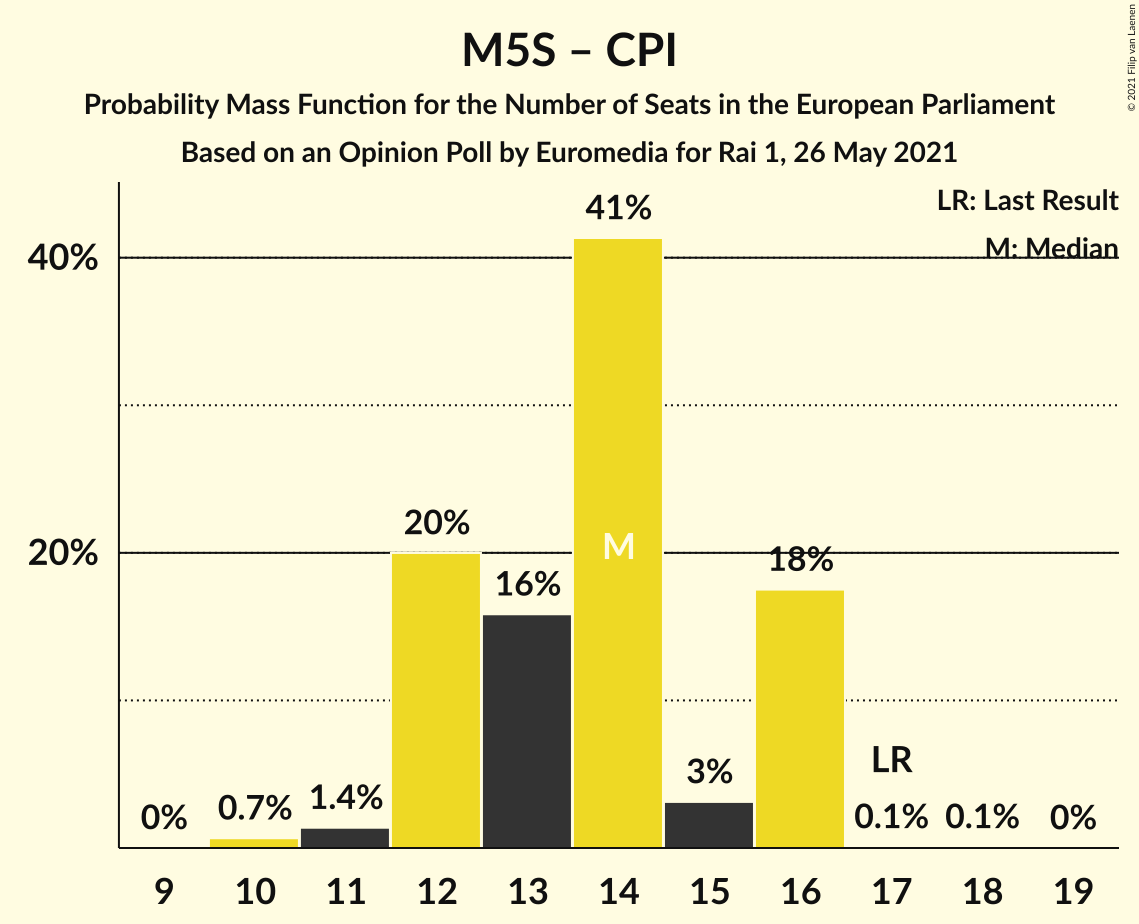 M5S – CPI
Probability Mass Function for the Number of Seats in the European Parliament
Based on an Opinion Poll by Euromedia for Rai 1, 26 May 2021
© 2021 Filip van Laenen
LR: Last Result
M: Median
40%
20%
0%
0.7%
1.4%
20%
16%
41%
M
3%
18%
LR
0.1%
0.1%
0%
9 10 11 12 13 14 15 16 17 18 19